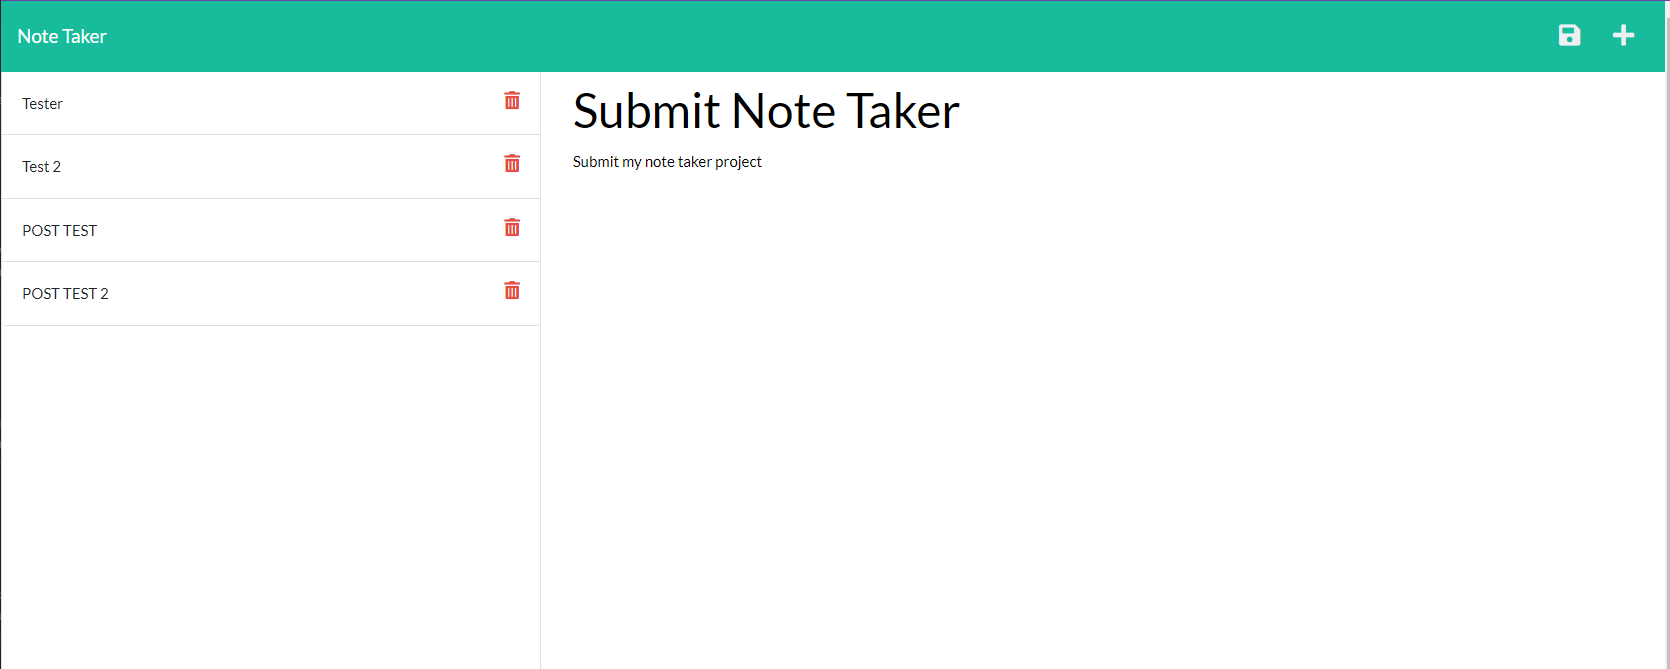 Note Taker
Tester
Test 2
POST TEST
POST TEST 2
Submit Note Taker
Submit my note taker project